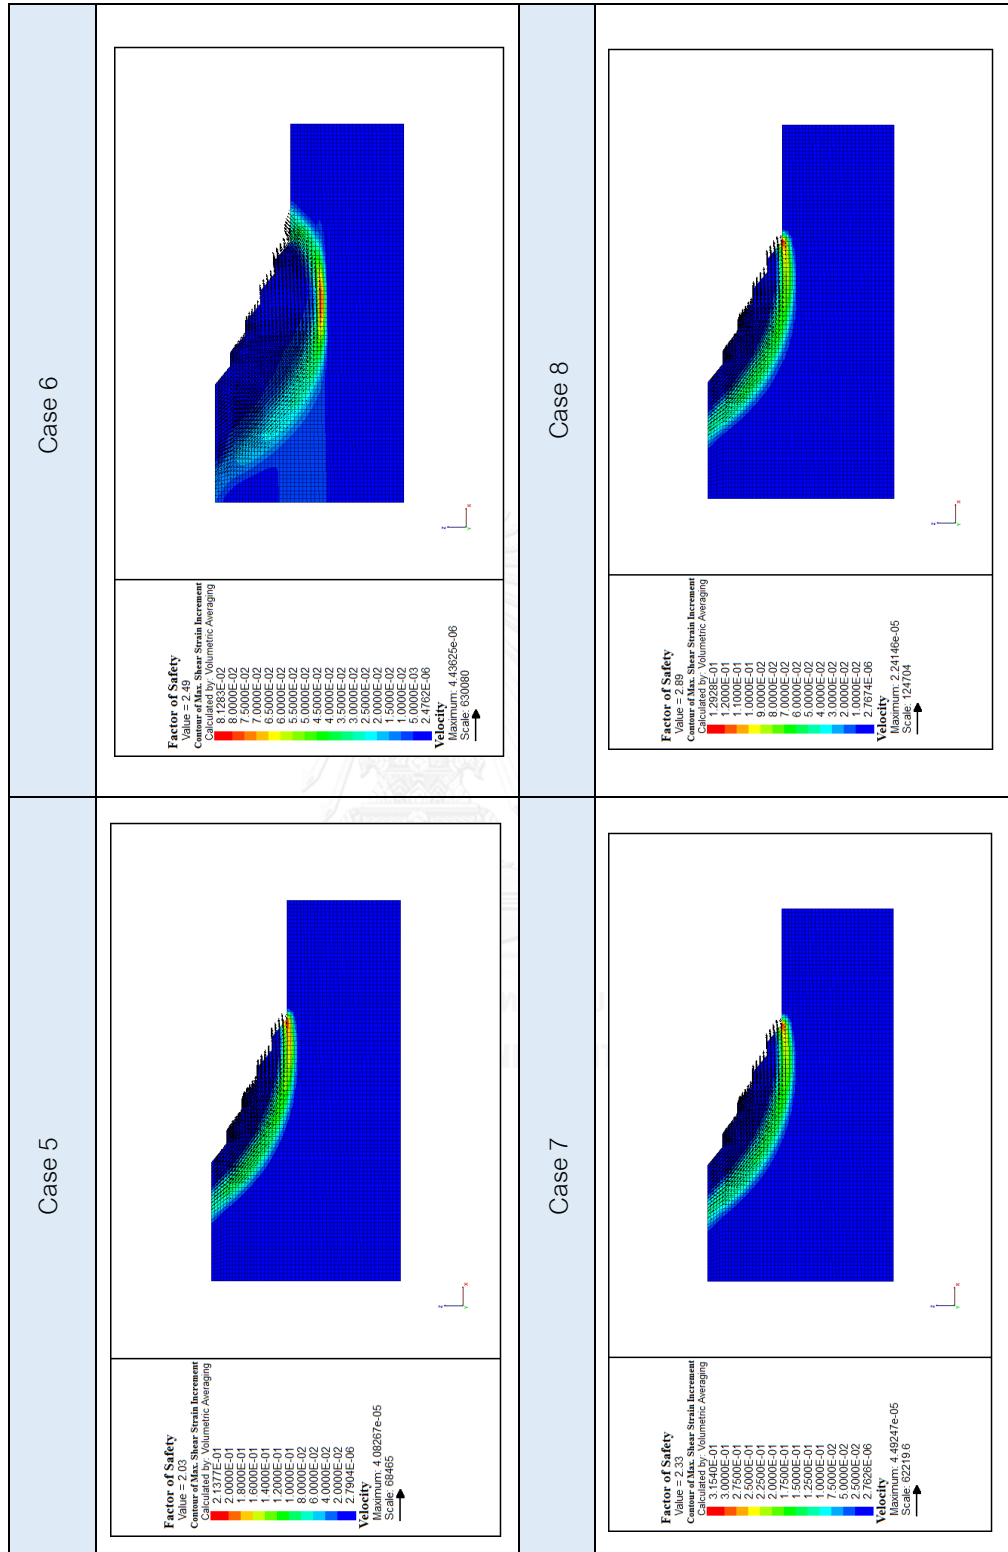 Case 5
Factor of Safety
Value = 2.03
Contour of Max. Shear Strain Increment
Calculated by: Volumetric Averaging
2.1377E-01
2.0000E-01
1.8000E-01
1.6000E-01
1.4000E-01
1.2000E-01
1.0000E-01
8.0000E-02
6.0000E-02
4.0000E-02
2.0000E-02
2.7904E-06
Velocity
Maximum: 4.08267e-05
Scale: 68465
Z
Y
X
Case 6
Factor of Safety
Value = 2.49
Contour of Max. Shear Strain Increment
Calculated by: Volumetric Averaging
8.1283E-02
8.0000E-02
7.5000E-02
7.0000E-02
6.5000E-02
6.0000E-02
5.5000E-02
5.0000E-02
4.5000E-02
4.0000E-02
3.5000E-02
3.0000E-02
2.5000E-02
2.0000E-02
1.5000E-02
1.0000E-02
5.0000E-03
2.4762E-06
Velocity
Maximum: 4.43625e-06
Scale: 630080
Z
Y
X
Case 7
Factor of Safety
Value = 2.33
Contour of Max. Shear Strain Increment
Calculated by: Volumetric Averaging
3.1540E-01
3.0000E-01
2.7500E-01
2.5000E-01
2.2500E-01
2.0000E-01
1.7500E-01
1.5000E-01
1.2500E-01
1.0000E-01
7.5000E-02
5.0000E-02
2.5000E-02
2.7628E-06
Velocity
Maximum: 4.49247e-05
Scale: 62219.6
Z
Y
X
Case 8
Factor of Safety
Value = 2.89
Contour of Max. Shear Strain Increment
Calculated by: Volumetric Averaging
1.2928E-01
1.2000E-01
1.1000E-01
1.0000E-01
9.0000E-02
8.0000E-02
7.0000E-02
6.0000E-02
5.0000E-02
4.0000E-02
3.0000E-02
2.0000E-02
1.0000E-02
2.7674E-06
Velocity
Maximum: 2.24146e-05
Scale: 124704
Z
Y
X